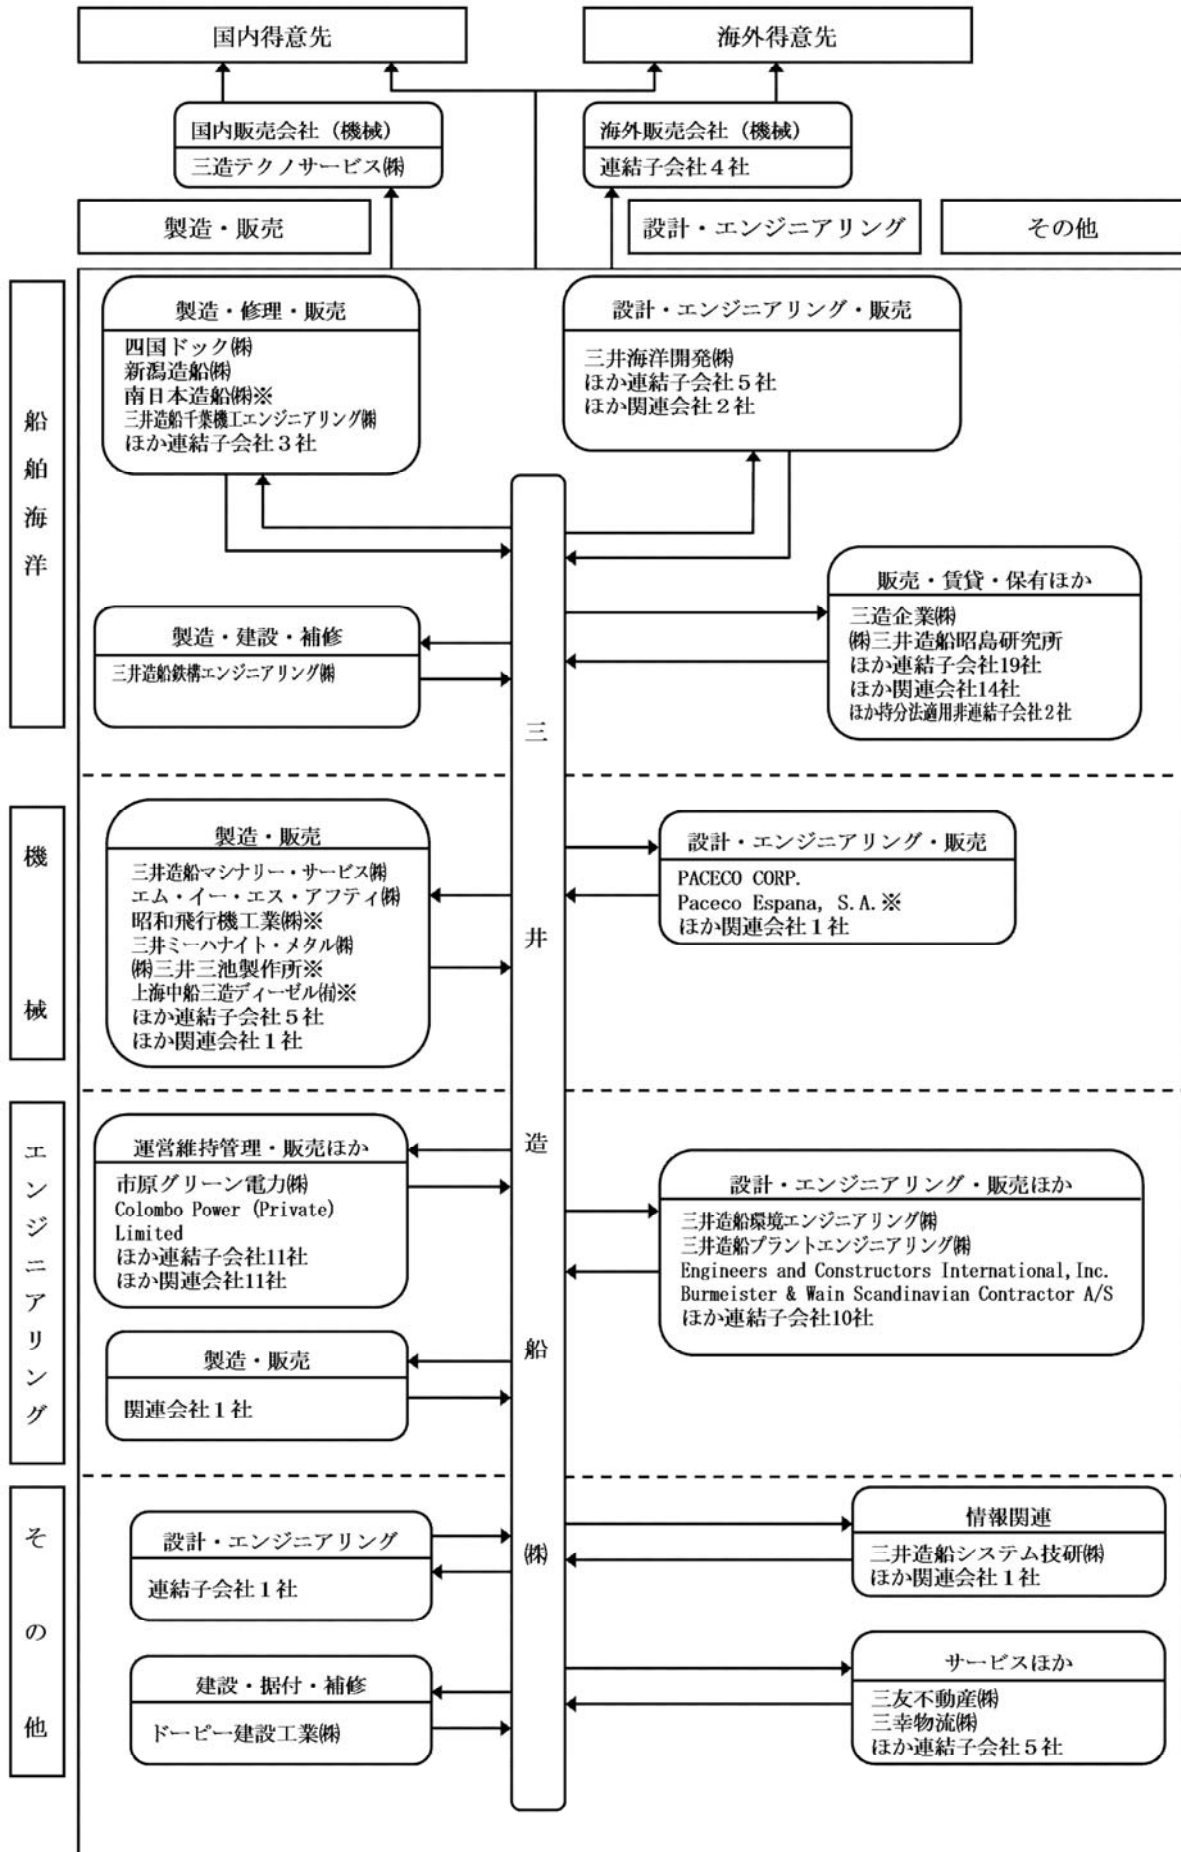 国内得意先
海外得意先
国内販売会社（機械）
三造テクノサービス㈱
海外販売会社（機械）
連結子会社４社
製造・販売
設計・エンジニアリング
その他
船舶海洋
製造・修理・販売
四国ドック㈱
新潟造船㈱
南日本造船㈱※
三井造船千葉機工エンジニアリング㈱
ほか連結子会社３社
設計・エンジニアリング・販売
三井海洋開発㈱
ほか連結子会社５社
ほか関連会社２社
販売・賃貸・保有ほか
三造企業㈱
㈱三井造船昭島研究所
ほか連結子会社19社
ほか関連会社14社
ほか持分法適用非連結子会社２社
製造・建設・補修
三井造船鉄構エンジニアリング㈱
三井造船㈱
機械
製造・販売
三井造船マシナリー・サービス㈱
エム・イー・エス・アフティ㈱
昭和飛行機工業㈱※
三井ミーハナイト・メタル㈱
㈱三井三池製作所※
上海中船三造ディーゼル㈲※
ほか連結子会社５社
ほか関連会社１社
設計・エンジニアリング・販売
PACECO CORP.
Paceco Espana, S.A.※
ほか関連会社１社
エンジニアリング
運営維持管理・販売ほか
市原グリーン電力㈱
Colombo Power (Private)
Limited
ほか連結子会社11社
ほか関連会社11社
設計・エンジニアリング・販売ほか
三井造船環境エンジニアリング㈱
三井造船プラントエンジニアリング㈱
Engineers and Constructors International,Inc.
Burmeister & Wain Scandinavian Contractor A/S
ほか連結子会社10社
製造・販売
関連会社１社
その他
設計・エンジニアリング
連結子会社１社
情報関連
三井造船システム技研㈱
ほか関連会社１社
建設・据付・補修
ドーピー建設工業㈱
サービスほか
三友不動産㈱
三幸物流㈱
ほか連結子会社５社